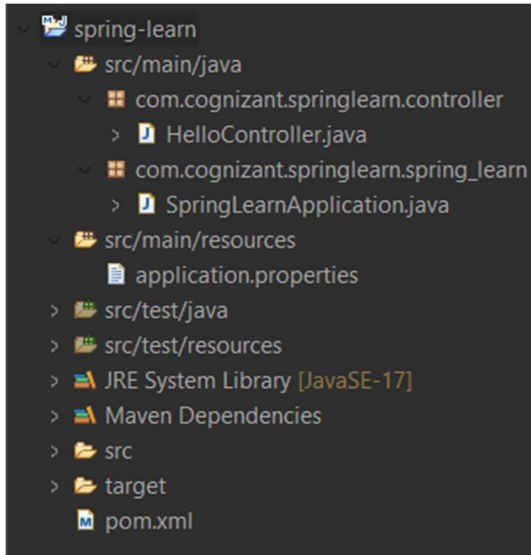 spring-learn
src/main/java
com.cognizant.springlearn.controller
HelloController.java
com.cognizant.springlearn.spring_learn
SpringLearnApplication.java
src/main/resources
application.properties
src/test/java
src/test/resources
JRE System Library [JavaSE-17]
Maven Dependencies
src
target
pom.xml